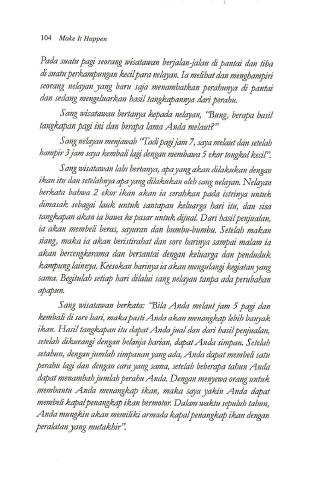 104 Make It Happen
Pada suatu pagi seorang wisatawan berjalan-jalan di pantai dan tiba
di suatu perkampungan kecil para nelayan. Ia melihat dan menghampiri
seorang nelayan yang baru saja menambatkan perahunya di pantai
dan sedang mengeluarkan hasil tangkapannya dari perahu.
Sang wisatawan bertanya kepada nelayan, "Bung, berapa hasil
tangkapan pagi ini dan berapa lama Anda melaut?"
Sang nelayan menjawab "Tadi pagi jam 7, saya melaut dan setelah
hampir 3 jam saya kembali lagi dengan membawa 5 ekor tongkol kecil".
Sang wisatawan lalu bertanya, apa yang akan dilakukan dengan
ikan itu dan setelahnya apa yang dilakukan oleh sang nelayan. Nelayan
berkata bahwa 2 ekor ikan akan ia serahkan pada istrinya untuk
dimasak sebagai lauk untuk santapan keluarga hari itu, dan sisa
tangkapan akan ia bawa ke pasar untuk dijual. Dari hasil penjualan,
ia akan membeli beras, sayuran dan bumbu-bumbu. Setelah makan
siang, maka ia akan beristirahat dan sore harinya sampai malam ia
akan bercengkerama dan bersantai dengan keluarga dan penduduk
kampung lainnya. Keesokan harinya ia akan mengulangi kegiatan yang
sama. Begitulah setiap hari dilalui sang nelayan tanpa ada perubahan
apapun.
Sang wisatawan berkata: "Bila Anda melaut jam 5 pagi dan
kembali di sore hari, maka pasti Anda akan menangkap lebih banyak
ikan. Hasil tangkapan itu dapat Anda jual dan dari hasil penjualan,
setelah dikurangi dengan belanja harian, dapat Anda simpan. Setelah
setahun, dengan jumlah simpanan yang ada, Anda dapat membeli satu
perahu lagi dan dengan cara yang sama, setelah beberapa tahun Anda
dapat menambah jumlah perahu Anda. Dengan menyewa orang untuk
membantu Anda menangkap ikan, maka saya yakin Anda dapat
membeli kapal penangkap ikan bermotor. Dalam waktu sepuluh tahun,
Anda mungkin akan memiliki armada kapal penangkap ikan dengan
peralatan yang mutakhir".